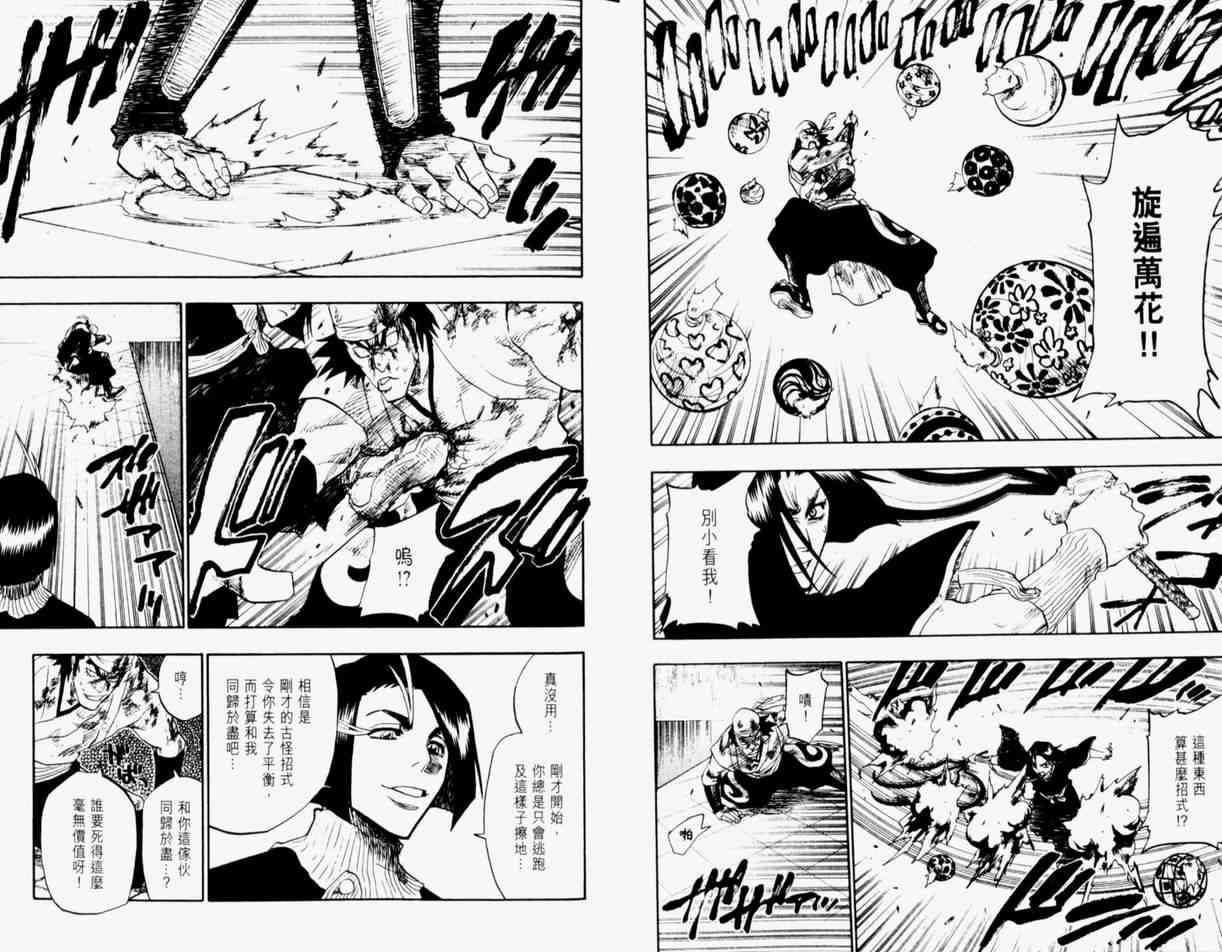 旋遍萬花!!
別小看我！
這種東西
算甚麼招式!?
嘖！
啪
嗚!?
真沒用…
剛才開始，
你總是只會逃跑
及這樣子擦地…
相信是
剛才的古怪招式
令你失去了平衡，
而打算和我
同歸於盡吧…
哼…
和你這傢伙
同歸於盡…？
誰要死得這麼
毫無價值呀！